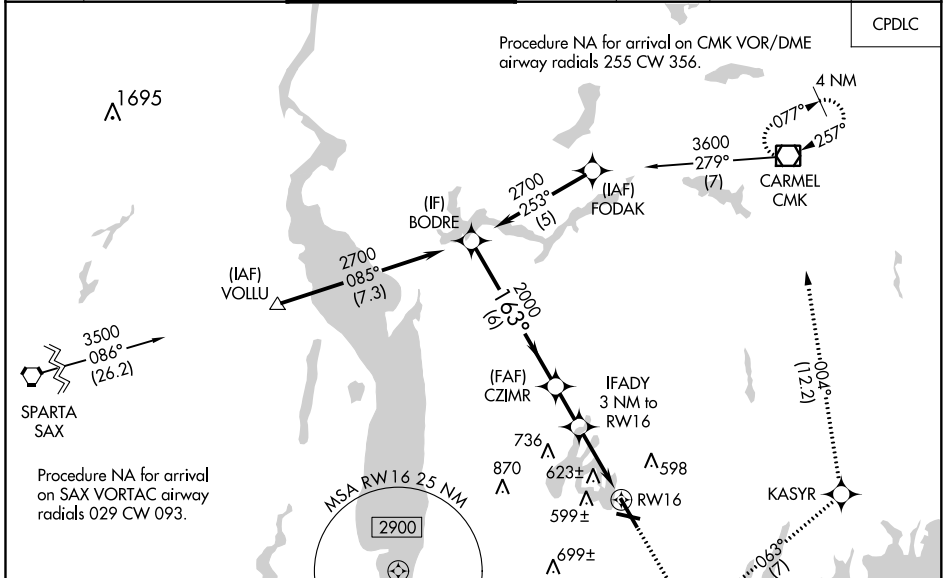 CPDLC
Procedure NA for arrival on CMK VOR/DME
airway radials 255 CW 356.
4 NM
1695
077°
257°
3600
279°
(7)
CARMEL
CMK
2700
253°
(5)
(IAF)
FODAK
(IF)
BODRE
2700
085°
(7.3)
(IAF)
VOLLU
2000
163°
(6)
3500
086°
(26.2)
SPARTA
SAX
(FAF)
CZIMR
IFADY
3 NM to
RW16
004°
(12.2)
736
870
623±
598
599±
RW16
KASYR
Procedure NA for arrival
on SAX VORTAC airway
radials 029 CW 093.
MSA RW16 25 NM
2900
699±
063°
(7)